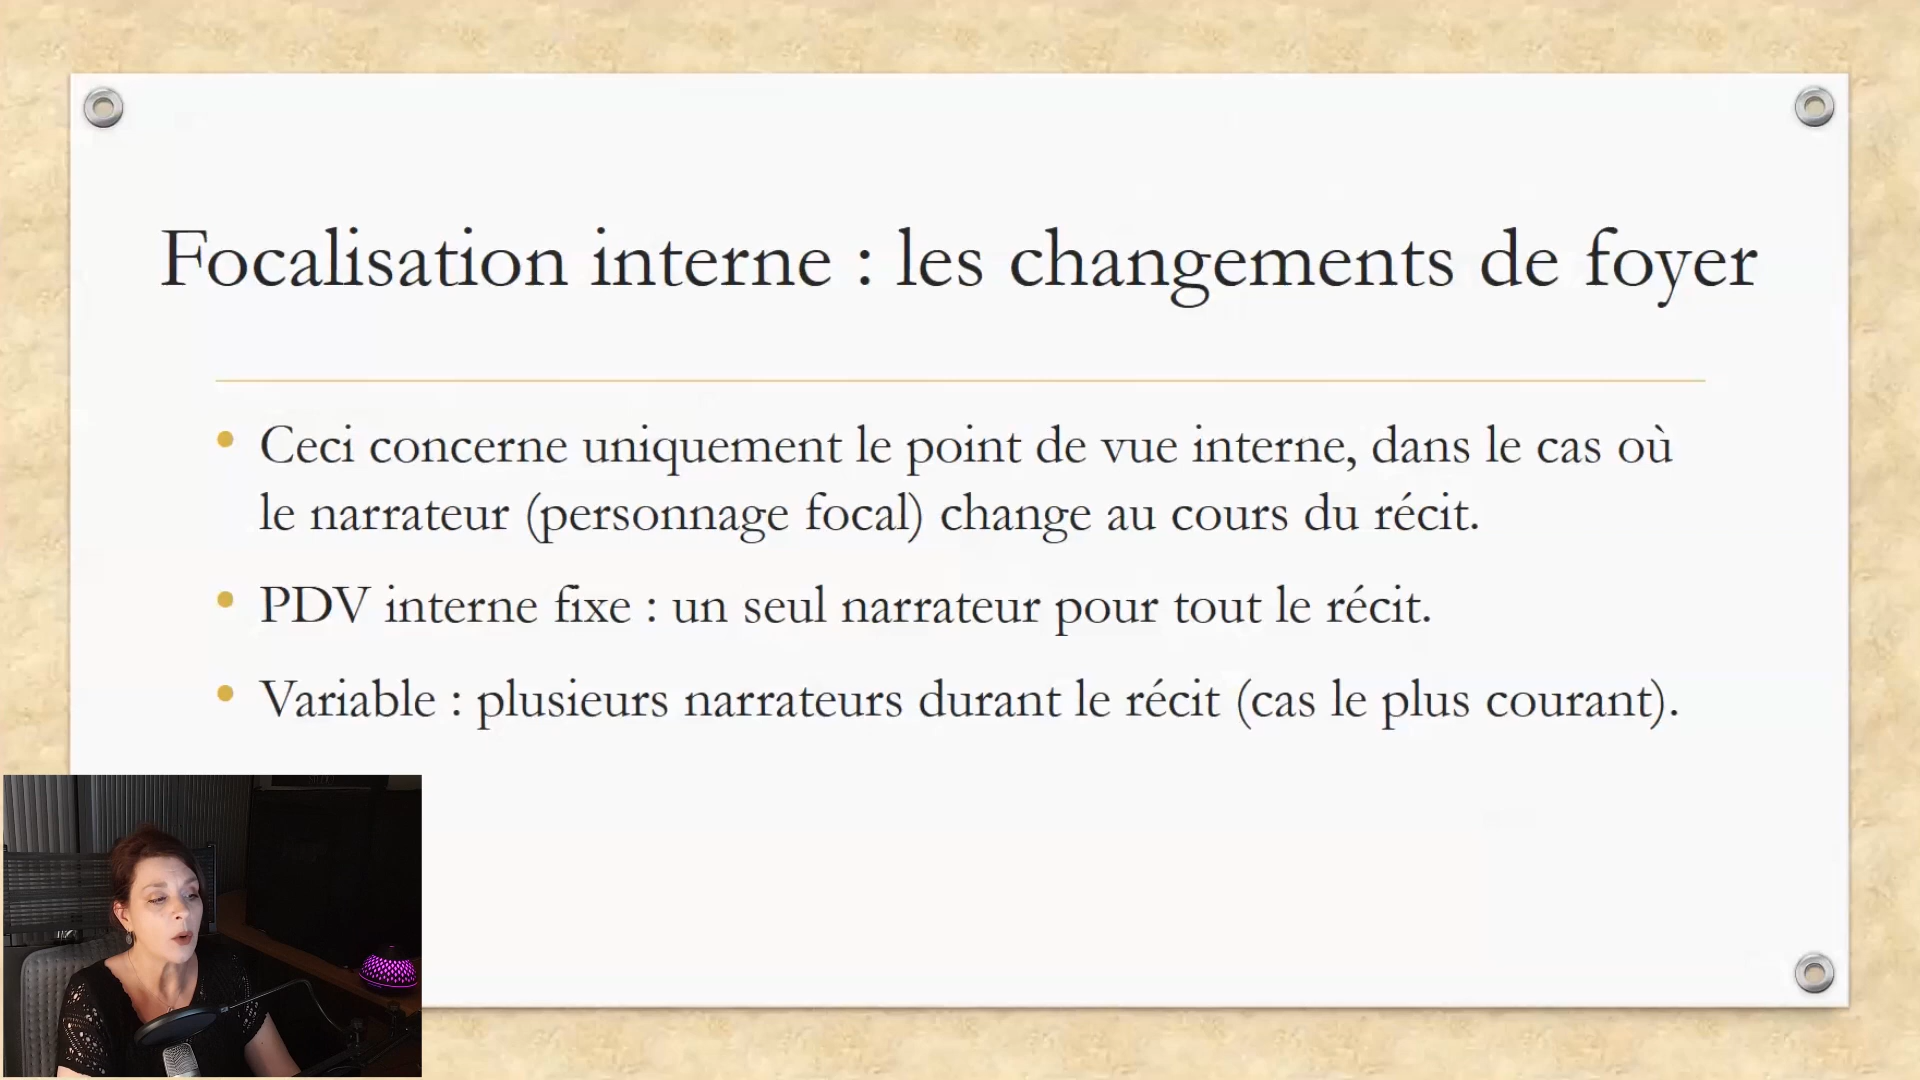 Focalisation interne : les changements de foyer
• Ceci concerne uniquement le point de vue interne, dans le cas où
le narrateur (personnage focal) change au cours du récit.
• PDV interne fixe : un seul narrateur pour tout le récit.
• Variable : plusieurs narrateurs durant le récit (cas le plus courant).